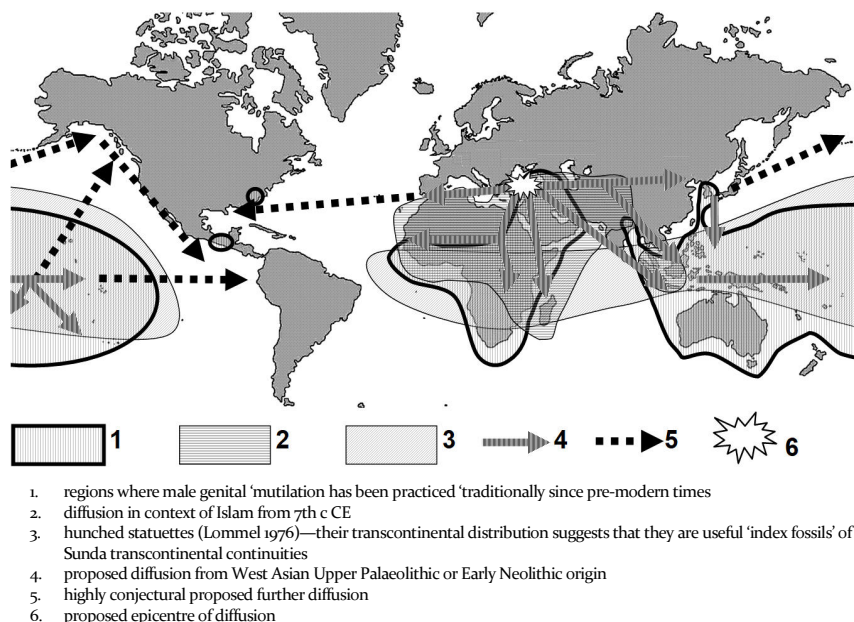 1 2 3 4 5 6
1. regions where male genital ‘mutilation has been practiced ‘traditionally since pre-modern times
2. diffusion in context of Islam from 7th c CE
3. hunched statuettes (Lommel 1976)—their transcontinental distribution suggests that they are useful ‘index fossils’ of
Sunda transcontinental continuities
4. proposed diffusion from West Asian Upper Palaeolithic or Early Neolithic origin
5. highly conjectural proposed further diffusion
6. proposed epicentre of diffusion